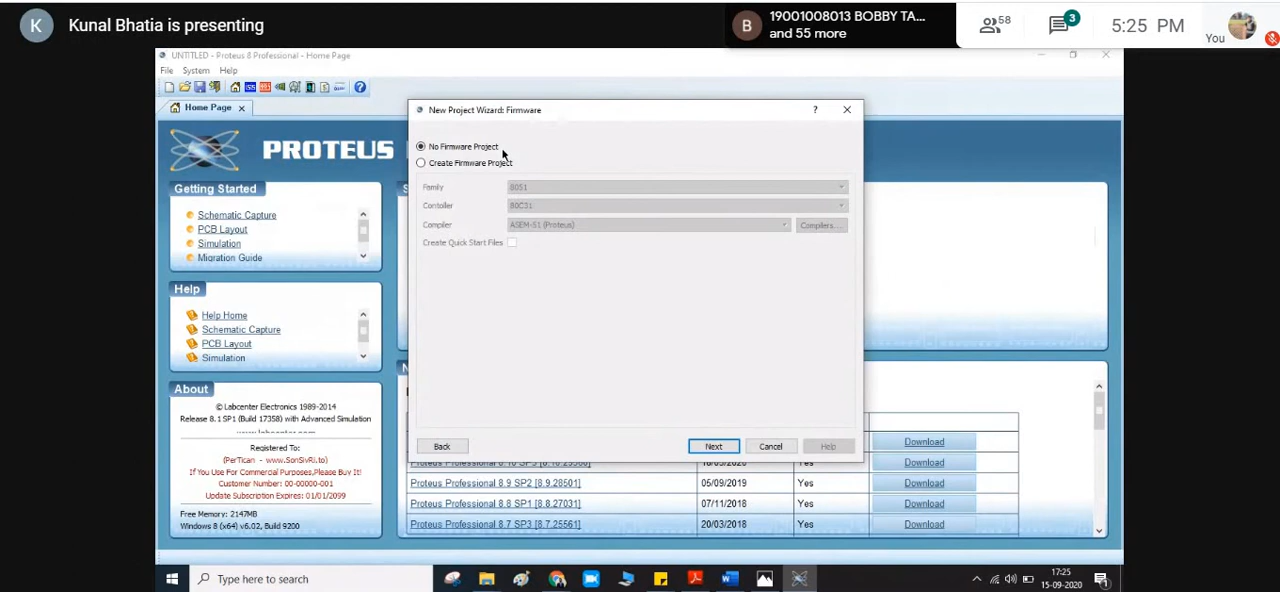 K
Kunal Bhatia is presenting
B
19001008013 BOBBY TA...
and 55 more
58
3
5:25 PM
You
UNTITLED - Proteus 8 Professional - Home Page
File System Help
Home Page
PROTEUS
New Project Wizard: Firmware
?
No Firmware Project
Create Firmware Project
Family
8051
Contoller
80C31
Compiler
ASEM-51 (Proteus)
Compilers...
Create Quick Start Files
Back
Next
Cancel
Help
Getting Started
Schematic Capture
PCB Layout
Simulation
Migration Guide
Help
Help Home
Schematic Capture
PCB Layout
Simulation
About
© Labcenter Electronics 1989-2014
Release 8.1 SP1 (Build 17358) with Advanced Simulation
www.labcenter.com
Registered To:
(PerTican - www.SonSivRi.to)
If You Use For Commercial Purposes,Please Buy It!
Customer Number: 00-00000-001
Update Subscription Expires: 01/01/2099
Free Memory: 2147MB
Windows 8 (x64) v6.02, Build 9200
Download
Download
Proteus Professional 8.9 SP2 [8.9.28501] 05/09/2019 Yes Download
Proteus Professional 8.8 SP1 [8.8.27031] 07/11/2018 Yes Download
Proteus Professional 8.7 SP3 [8.7.25561] 20/03/2018 Yes Download
Type here to search
17:25
15-09-2020